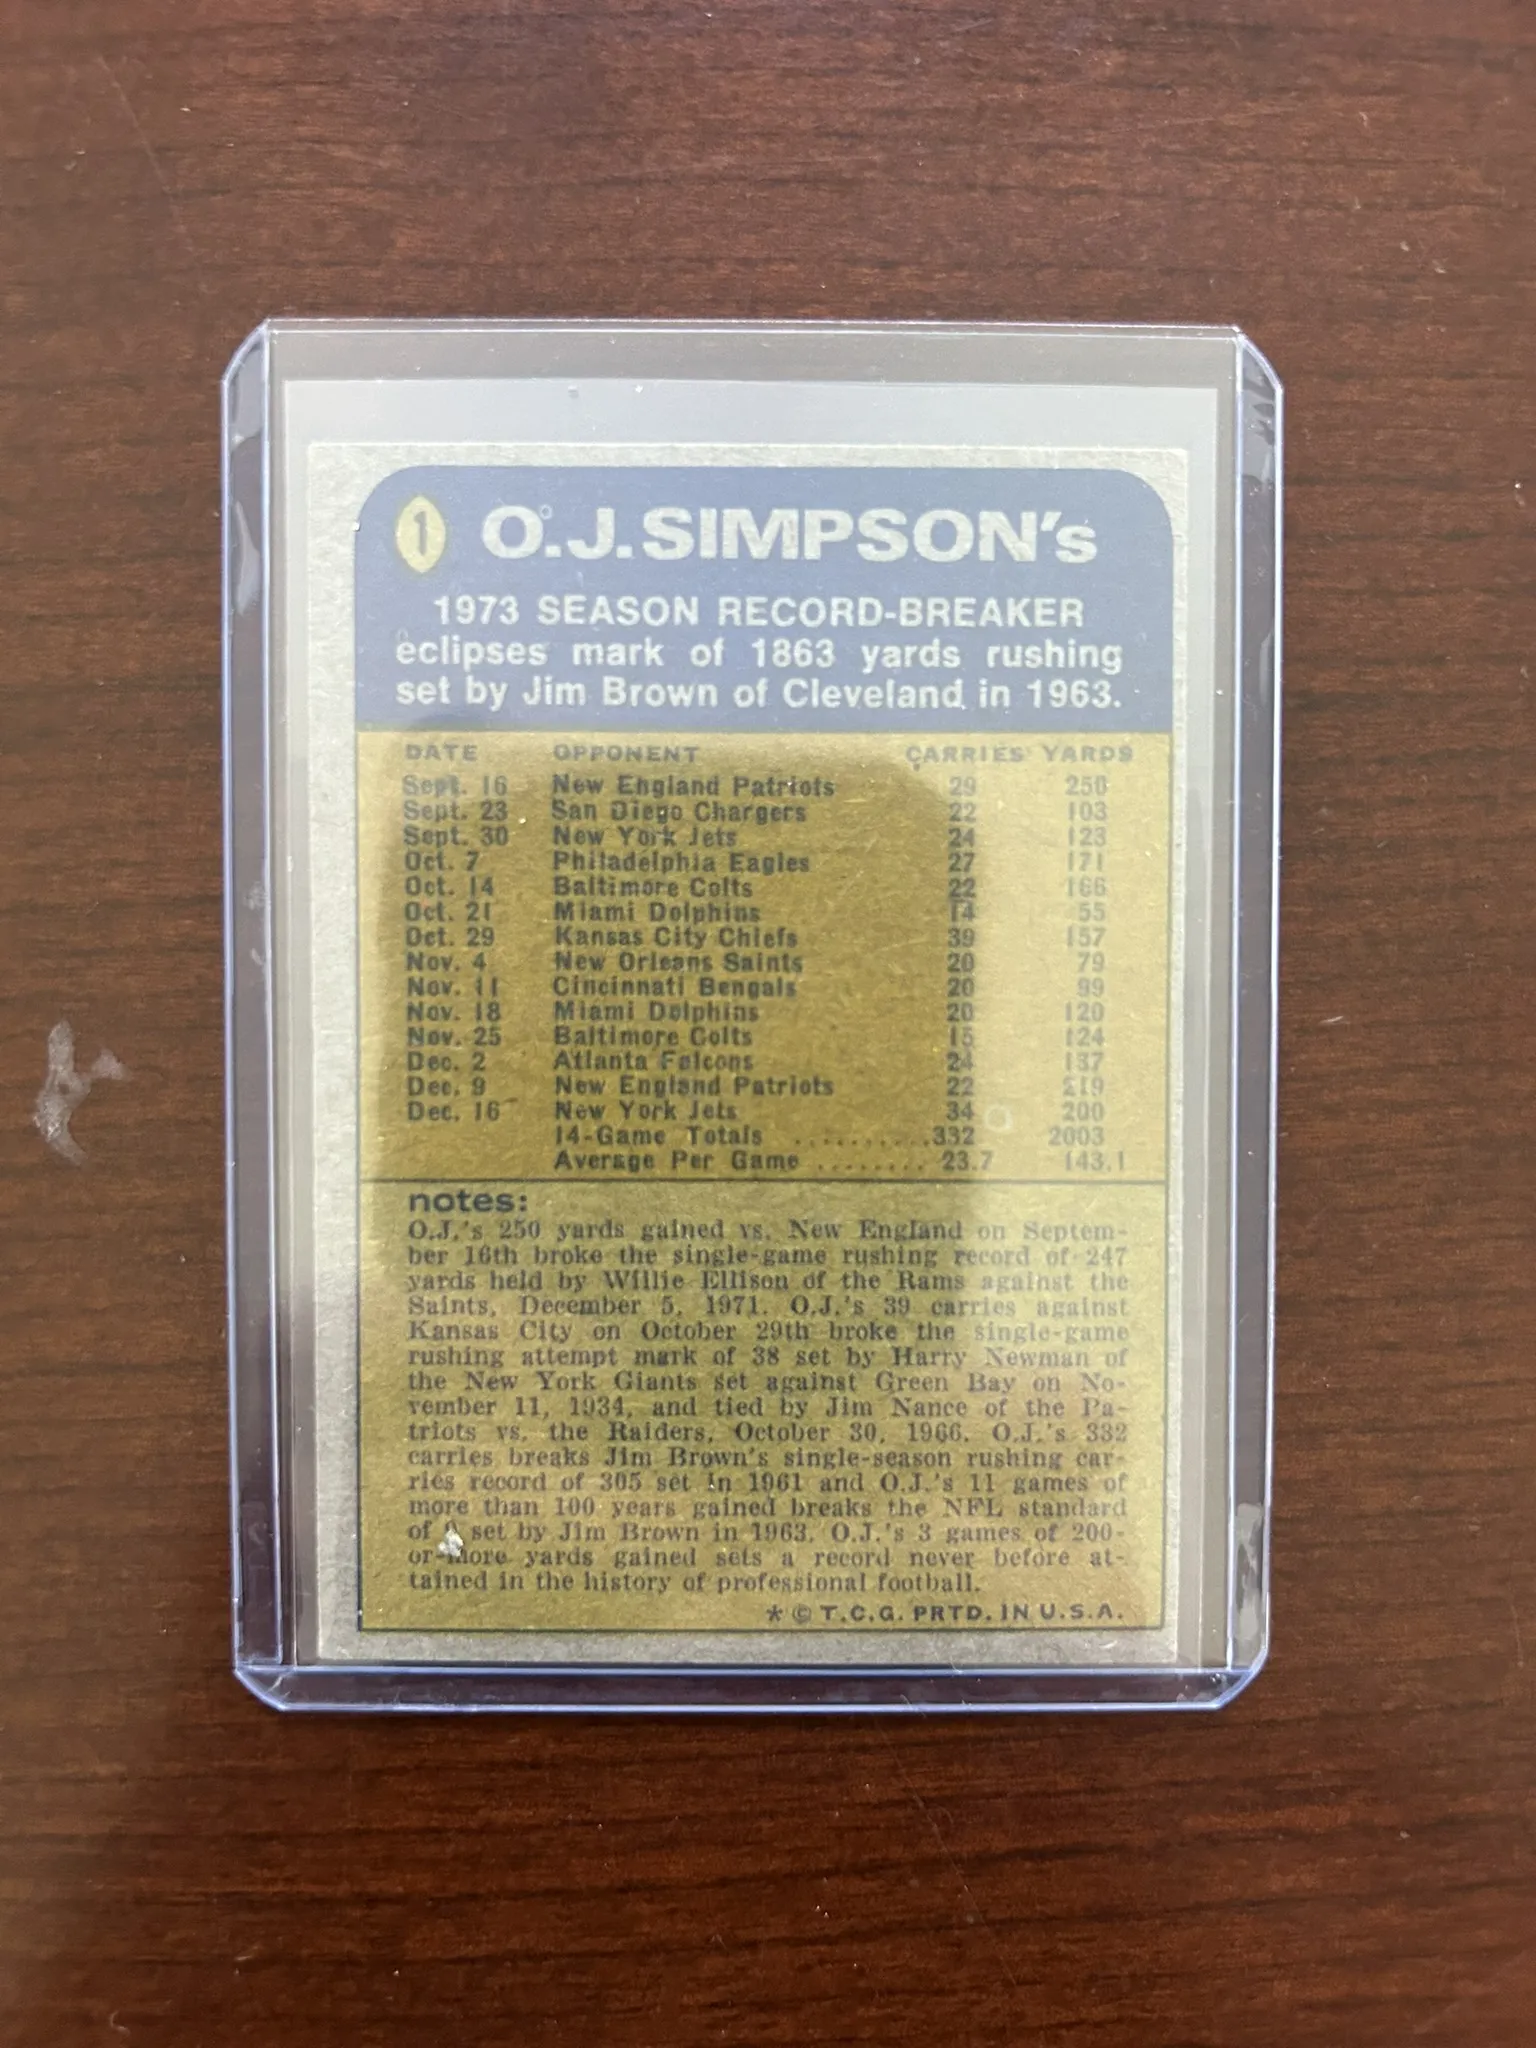 1 O.J. SIMPSON's
1973 SEASON RECORD-BREAKER
eclipses mark of 1863 yards rushing
set by Jim Brown of Cleveland in 1963.
DATE OPPONENT CARRIES YARDS
Sept. 16 New England Patriots 29 250
Sept. 23 San Diego Chargers 22 103
Sept. 30 New York Jets 24 123
Oct. 7 Philadelphia Eagles 27 171
Oct. 14 Baltimore Colts 22 166
Oct. 21 Miami Dolphins 14 55
Oct. 29 Kansas City Chiefs 39 157
Nov. 4 New Orleans Saints 20 79
Nov. 11 Cincinnati Bengals 20 99
Nov. 18 Miami Dolphins 20 120
Nov. 25 Baltimore Colts 15 124
Dec. 2 Atlanta Falcons 24 137
Dec. 9 New England Patriots 22 219
Dec. 16 New York Jets 34 200
14-Game Totals ..........332 2003
Average Per Game ........ 23.7 143.1
notes:
O.J.'s 250 yards gained vs. New England on Septem-
ber 16th broke the single-game rushing record of 247
yards held by Willie Ellison of the Rams against the
Saints, December 5, 1971. O.J.'s 39 carries against
Kansas City on October 29th broke the single-game
rushing attempt mark of 38 set by Harry Newman of
the New York Giants set against Green Bay on No-
vember 11, 1934, and tied by Jim Nance of the Pa-
triots vs. the Raiders, October 30, 1966. O.J.'s 332
carries breaks Jim Brown's single-season rushing car-
ries record of 305 set in 1961 and O.J.'s 11 games of
more than 100 years gained breaks the NFL standard
of set by Jim Brown in 1963. O.J.'s 3 games of 200-
or-more yards gained sets a record never before at-
tained in the history of professional football.
* © T.C.G. PRTD. IN U.S.A.